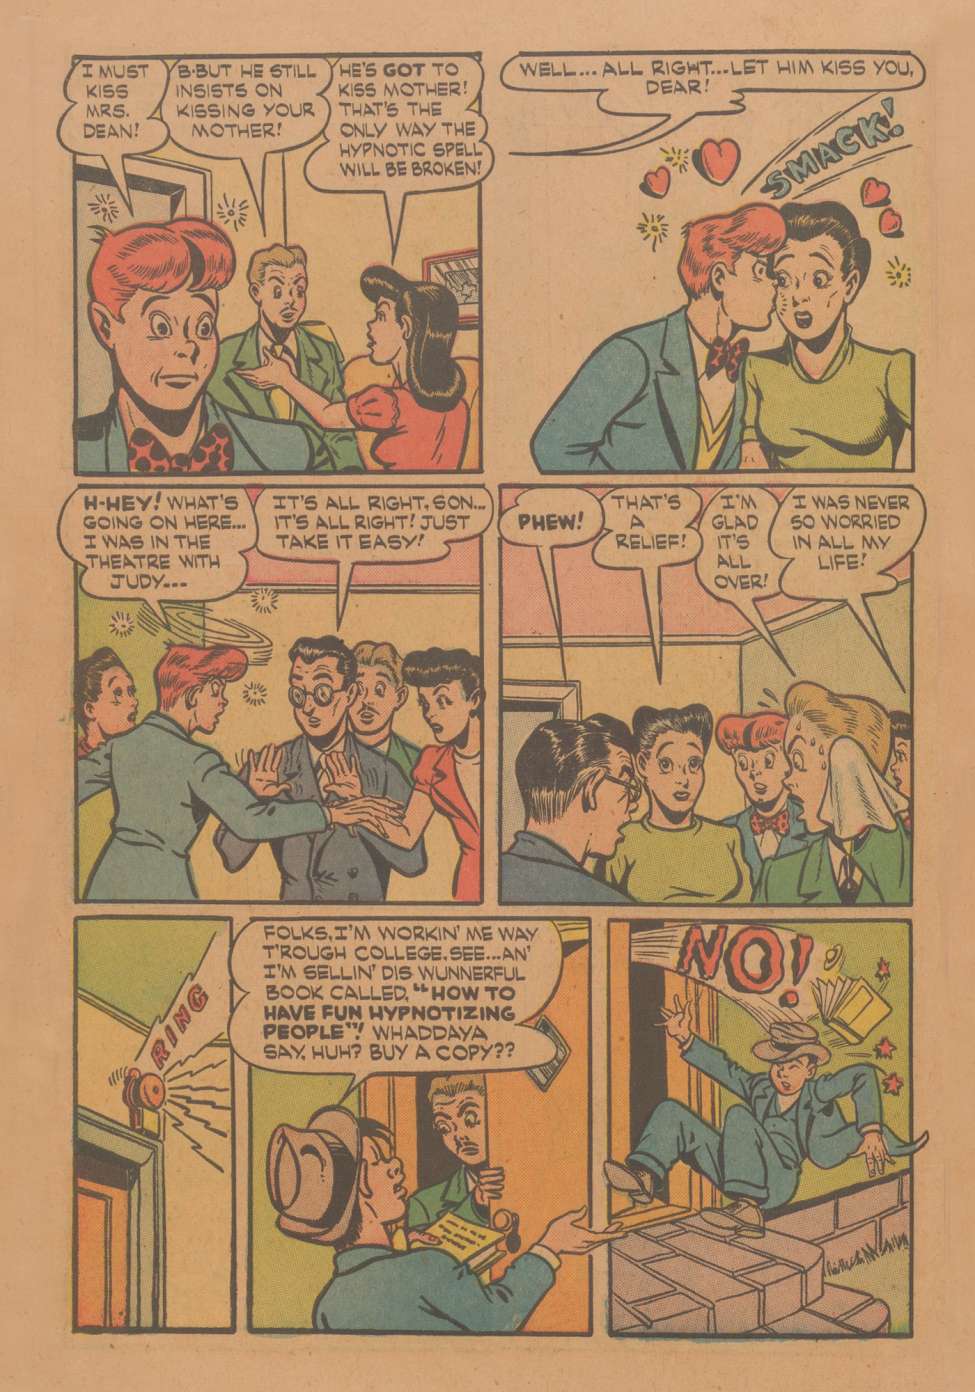 I MUST
KISS
MRS.
DEAN!
B-BUT HE STILL
INSISTS ON
KISSING YOUR
MOTHER!
HE'S GOT TO
KISS MOTHER!
THAT'S THE
ONLY WAY THE
HYPNOTIC SPELL
WILL BE BROKEN!
WELL... ALL RIGHT...LET HIM KISS YOU,
DEAR!
SMACK!
H-HEY! WHAT'S
GOING ON HERE...
I WAS IN THE
THEATRE WITH
JUDY...
IT'S ALL RIGHT, SON...
IT'S ALL RIGHT! JUST
TAKE IT EASY!
PHEW!
THAT'S
A
RELIEF!
I'M
GLAD
IT'S
ALL
OVER!
I WAS NEVER
SO WORRIED
IN ALL MY
LIFE!
RING
FOLKS, I'M WORKIN' ME WAY
T'ROUGH COLLEGE, SEE...AN'
I'M SELLIN' DIS WUNNERFUL
BOOK CALLED, "HOW TO
HAVE FUN HYPNOTIZING
PEOPLE"! WHADDAYA
SAY, HUH? BUY A COPY??
NO!